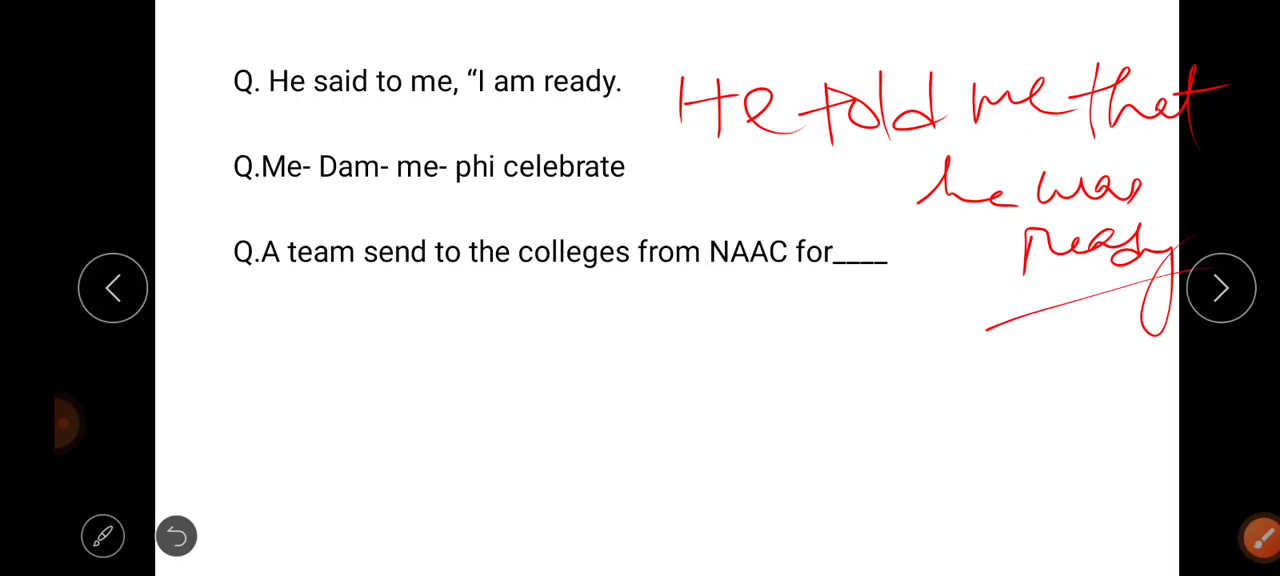 Q. He said to me, “I am ready.
He told me that
he was
ready
Q.Me- Dam- me- phi celebrate
Q.A team send to the colleges from NAAC for____